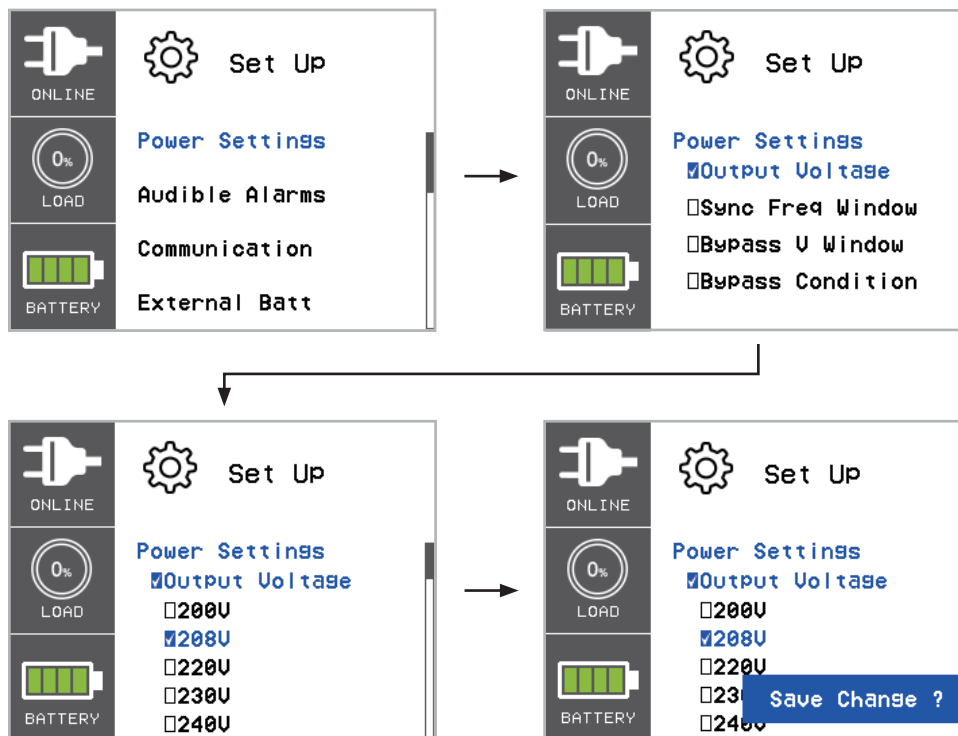 Set Up
ONLINE
Power Settings
0%
LOAD
Audible Alarms
Communication
BATTERY
External Batt
Set Up
ONLINE
Power Settings
Output Voltage
0%
LOAD
Sync Freq Window
Bypass V Window
Bypass Condition
BATTERY
Set Up
ONLINE
Power Settings
Output Voltage
0%
LOAD
200V
208V
220V
230V
240V
BATTERY
Set Up
ONLINE
Power Settings
Output Voltage
0%
LOAD
200V
208V
220V
Save Change ?
BATTERY